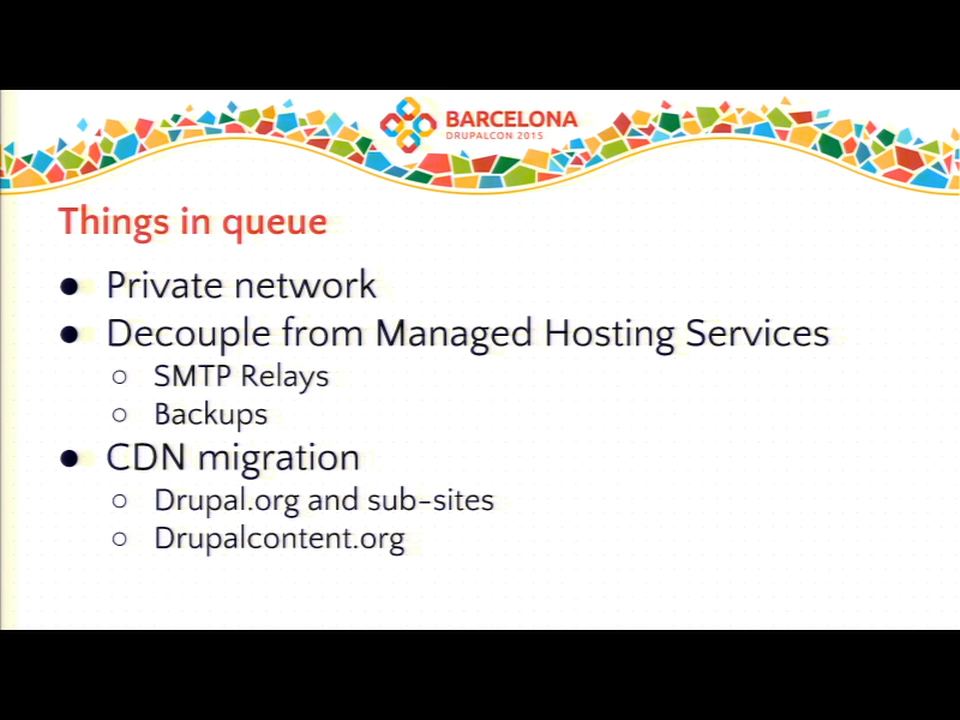 BARCELONA
DRUPALCON 2015
Things in queue
● Private network
● Decouple from Managed Hosting Services
○ SMTP Relays
○ Backups
● CDN migration
○ Drupal.org and sub-sites
○ Drupalcontent.org